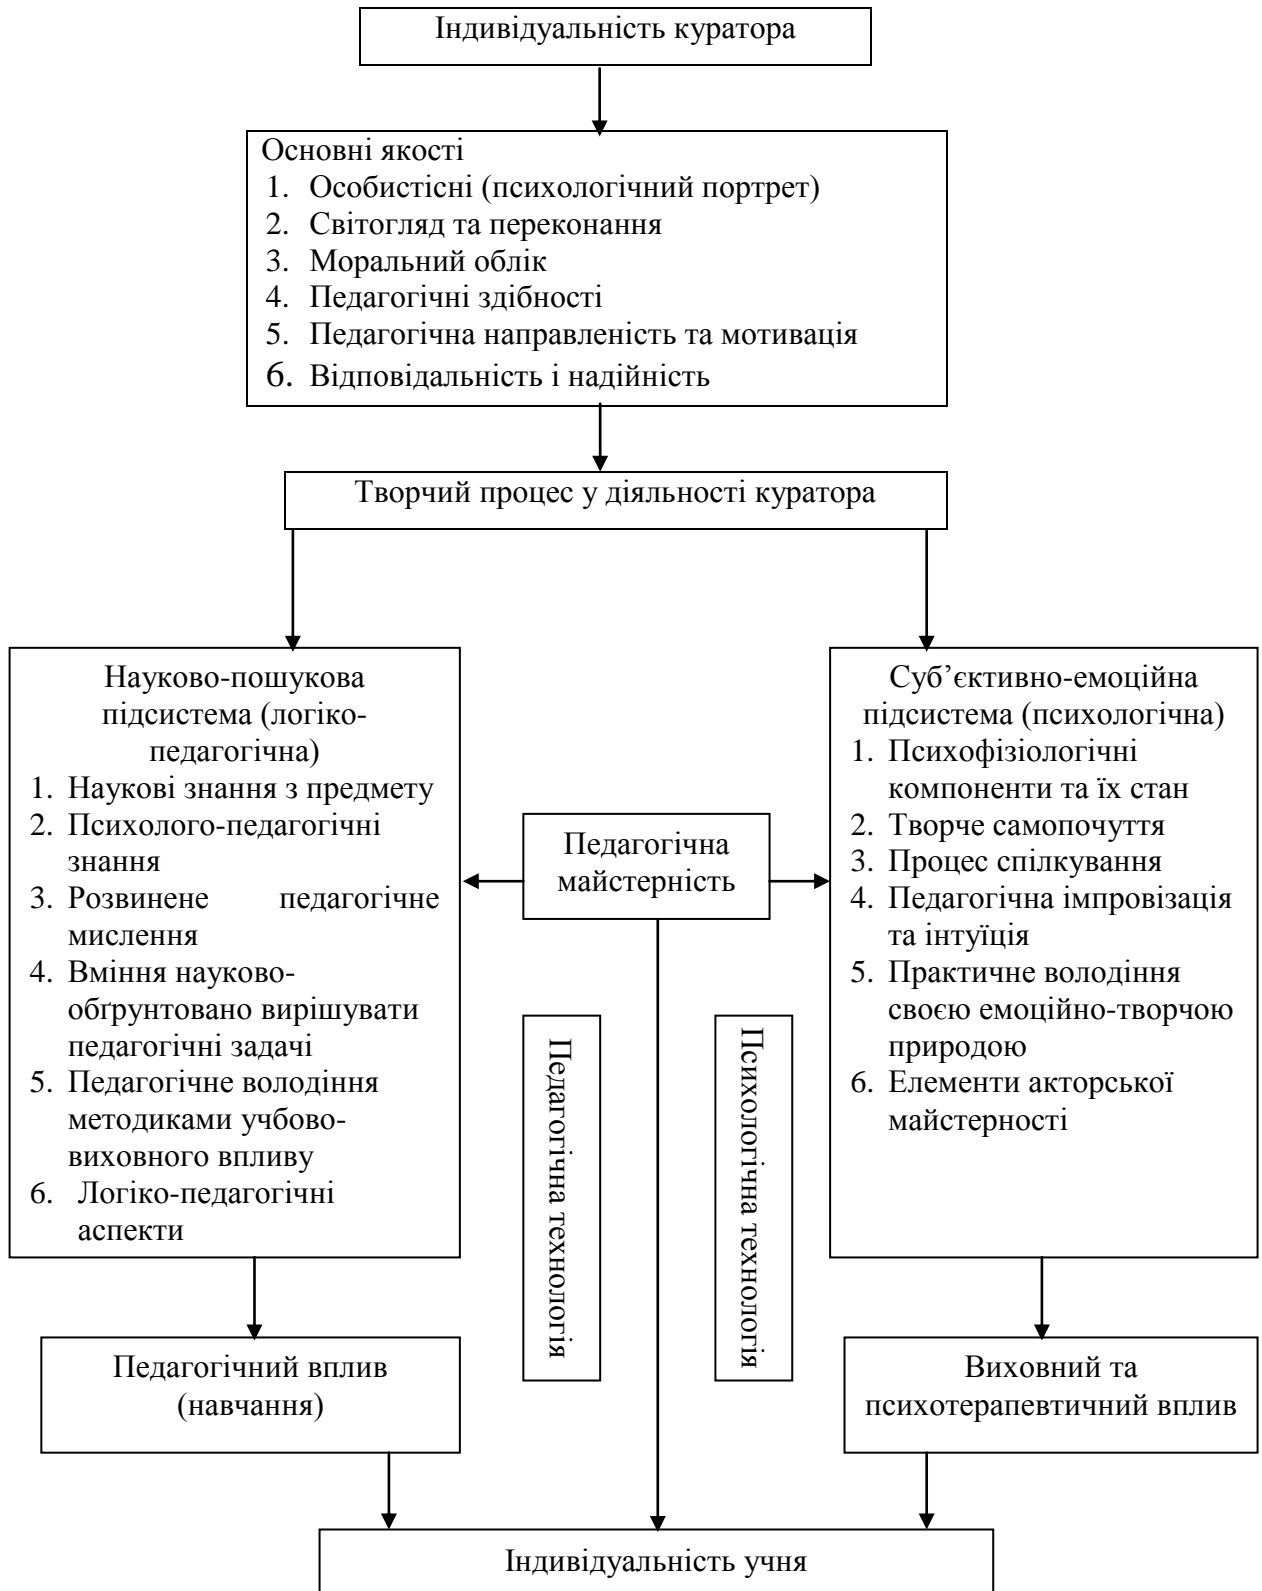 Індивідуальність куратора
Основні якості
1. Особистісні (психологічний портрет)
2. Світогляд та переконання
3. Моральний облік
4. Педагогічні здібності
5. Педагогічна направленість та мотивація
6. Відповідальність і надійність
Творчий процес у діяльності куратора
Науково-пошукова
підсистема (логіко-
педагогічна)
1. Наукові знання з предмету
2. Психолого-педагогічні
знання
3. Розвинене педагогічне
мислення
4. Вміння науково-
обґрунтовано вирішувати
педагогічні задачі
5. Педагогічне володіння
методиками учбово-
виховного впливу
6. Логіко-педагогічні
аспекти
Педагогічна
майстерність
Педагогічна технологія
Психологічна технологія
Суб’єктивно-емоційна
підсистема (психологічна)
1. Психофізіологічні
компоненти та їх стан
2. Творче самопочуття
3. Процес спілкування
4. Педагогічна імпровізація
та інтуїція
5. Практичне володіння
своєю емоційно-творчою
природою
6. Елементи акторської
майстерності
Педагогічний вплив
(навчання)
Виховний та
психотерапевтичний вплив
Індивідуальність учня